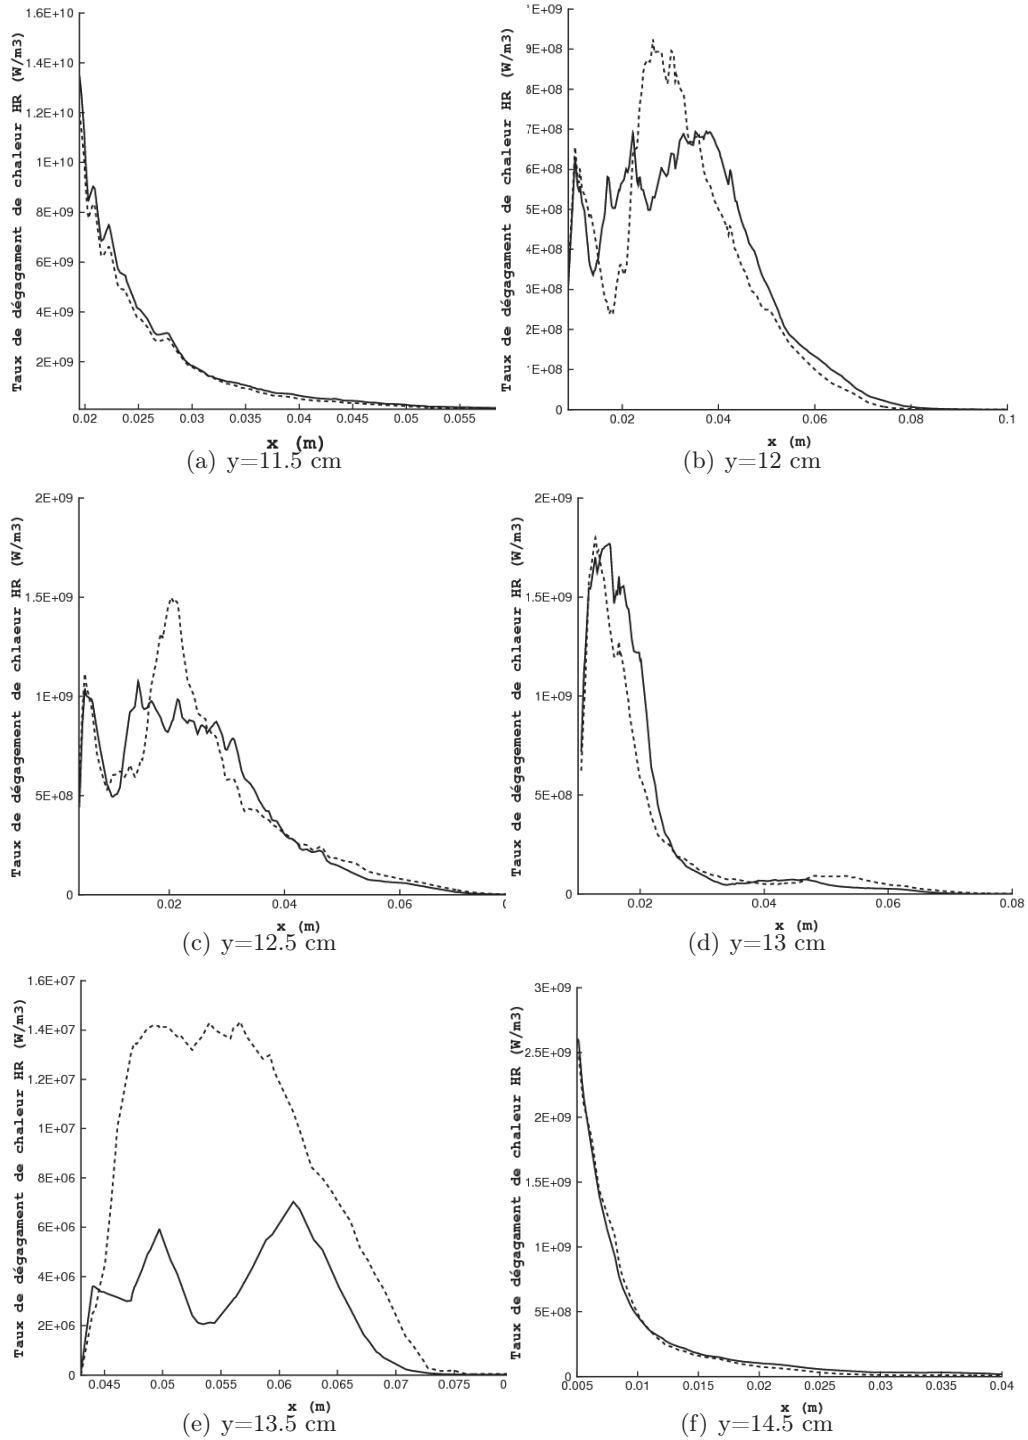 1.6E+10
1.4E+10
1.2E+10
1E+10
8E+09
6E+09
4E+09
2E+09
Taux de dégagament de chaleur HR (W/m3)
0.02 0.025 0.03 0.035 0.04 0.045 0.05 0.055
x (m)
(a) y=11.5 cm
1E+09
9E+08
8E+08
7E+08
6E+08
5E+08
4E+08
3E+08
2E+08
1E+08
0
Taux de dégagament de chaleur HR (W/m3)
0.02 0.04 0.06 0.08 0.1
x (m)
(b) y=12 cm
2E+09
1.5E+09
1E+09
5E+08
0
Taux de dégagement de chlaeur HR (W/m3)
0.02 0.04 0.06
x (m)
(c) y=12.5 cm
2E+09
1.5E+09
1E+09
5E+08
0
Taux de dégagement de chlaeur HR (W/m3)
0.02 0.04 0.06 0.08
x (m)
(d) y=13 cm
1.6E+07
1.4E+07
1.2E+07
1E+07
8E+06
6E+06
4E+06
2E+06
0
Taux de dégagament de chaleur HR (W/m3)
0.045 0.05 0.055 0.06 0.065 0.07 0.075
x (m)
(e) y=13.5 cm
3E+09
2.5E+09
2E+09
1.5E+09
1E+09
5E+08
0
Taux de dégagament de chaleur HR (W/m3)
0.005 0.01 0.015 0.02 0.025 0.03 0.035 0.04
x (m)
(f) y=14.5 cm